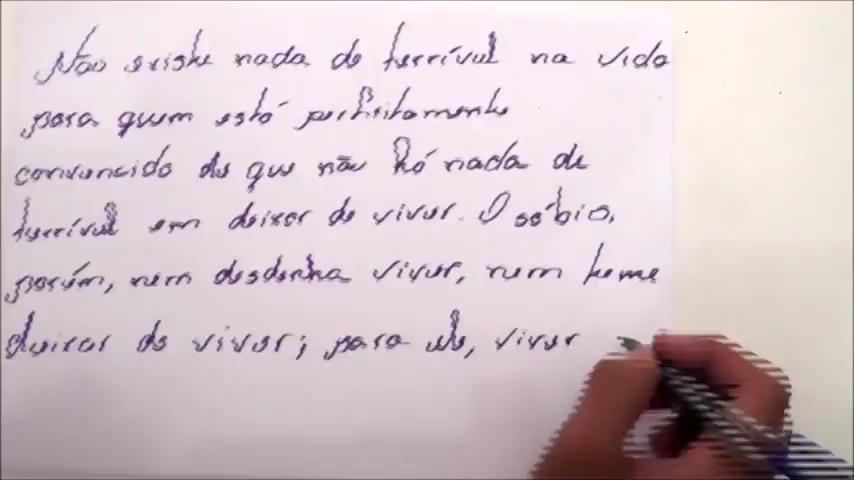 Não existe nada de terrível na vida
para quem está perfeitamente
convencido de que não há nada de
terrível em deixar de viver. O sábio,
porém, nem desdenha viver, nem teme
deixar de viver; para ele, viver